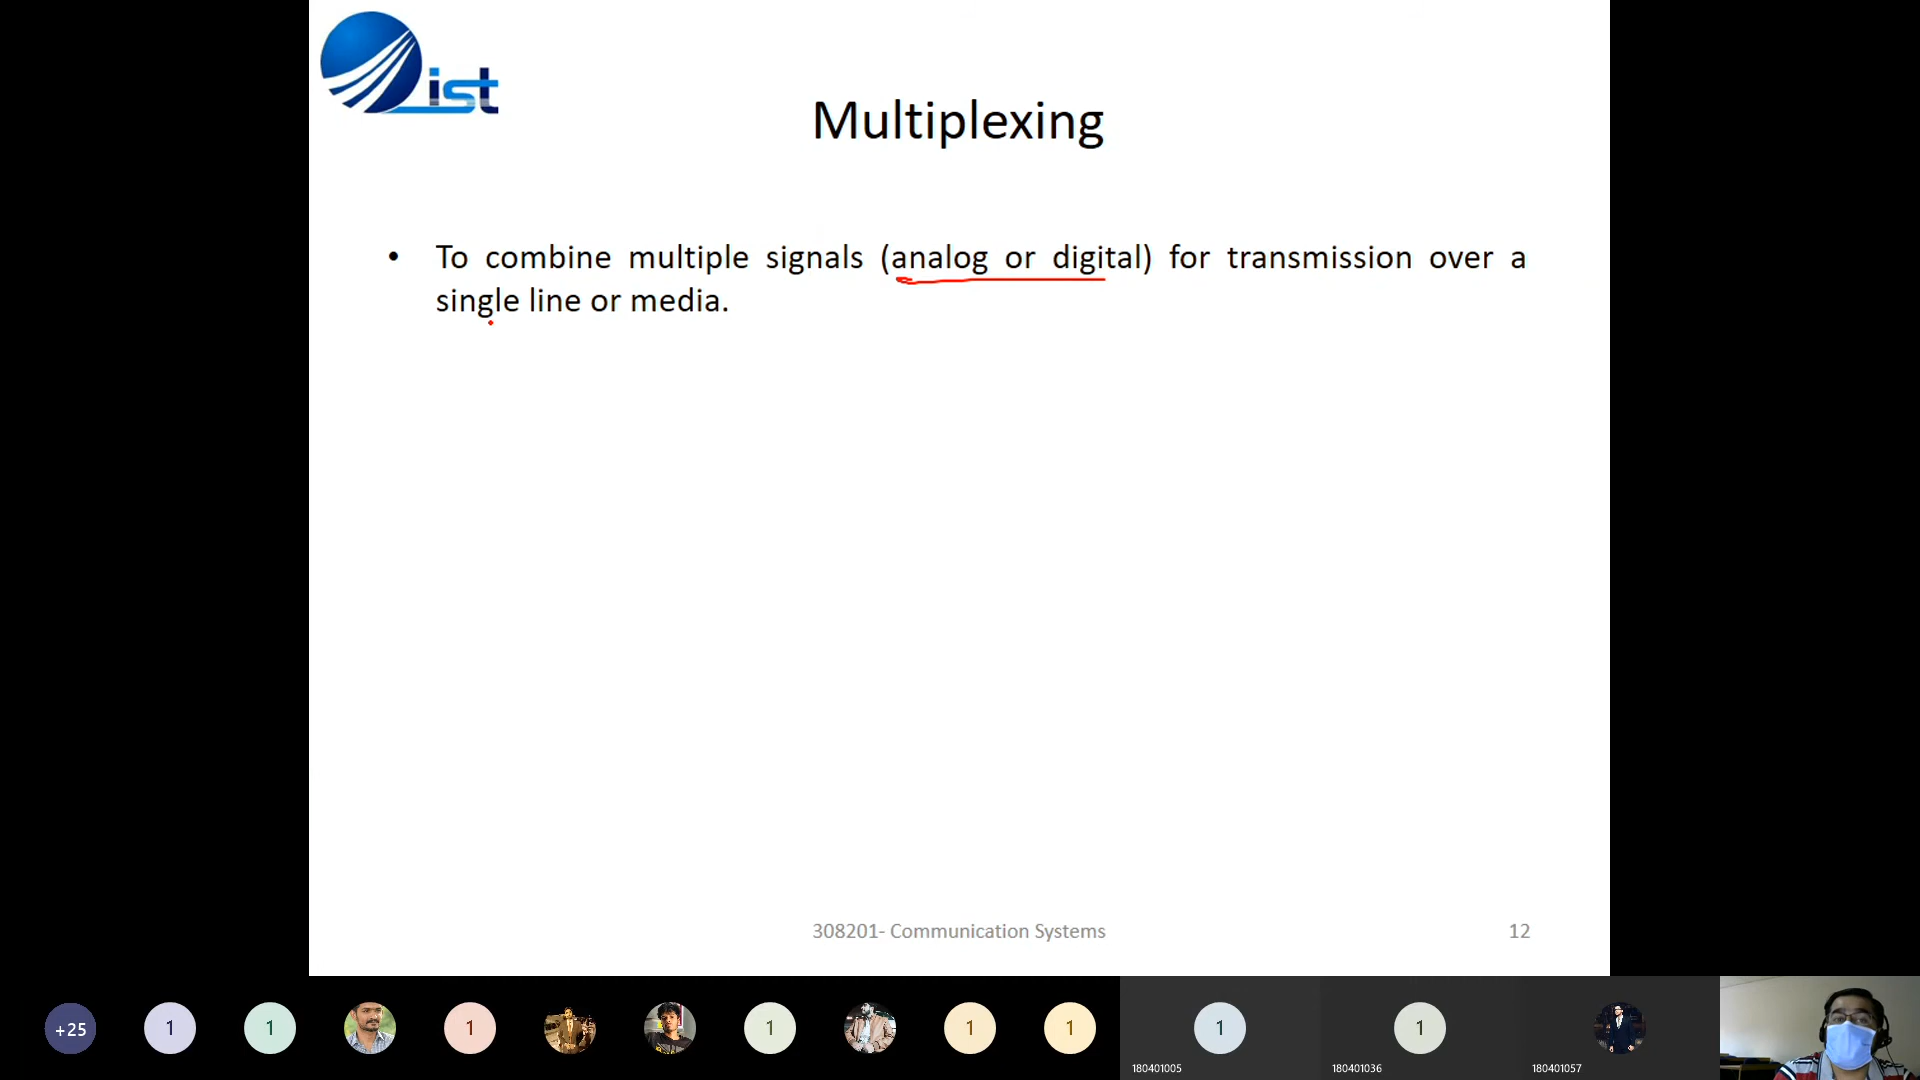 ist
Multiplexing
• To combine multiple signals (analog or digital) for transmission over a
single line or media.
308201- Communication Systems
12
+25
1
1
1
1
1
1
1
1
180401005
180401036
180401057